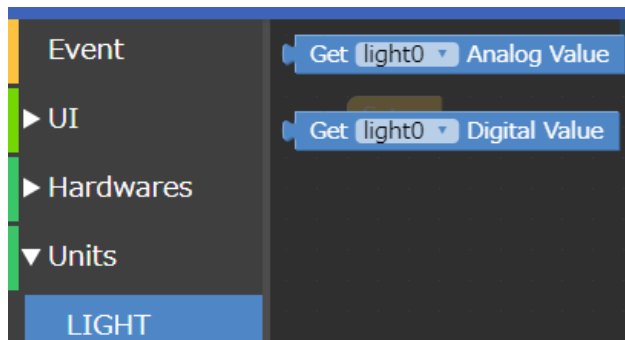 Event
UI
Hardwares
Units
LIGHT
Get light0 Analog Value
Get light0 Digital Value